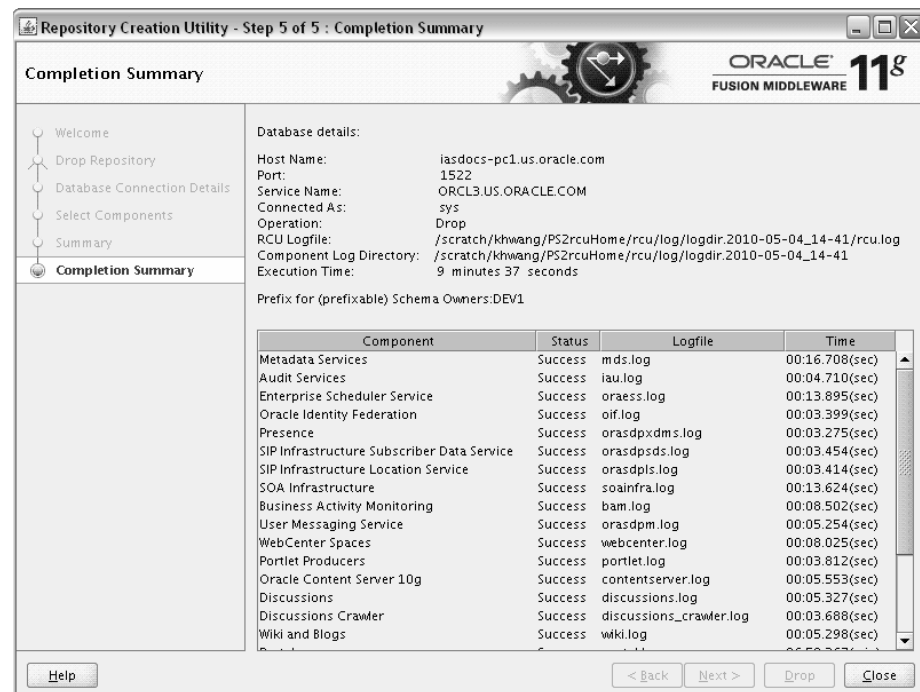 Repository Creation Utility - Step 5 of 5 : Completion Summary
Completion Summary
ORACLE
FUSION MIDDLEWARE
11g
Welcome
Drop Repository
Database Connection Details
Select Components
Summary
Completion Summary
Database details:
Host Name: iasdocs-pc1.us.oracle.com
Port: 1522
Service Name: ORCL3.US.ORACLE.COM
Connected As: sys
Operation: Drop
RCU Logfile: /scratch/khwang/PS2rcuHome/rcu/log/logdir.2010-05-04_14-41/rcu.log
Component Log Directory: /scratch/khwang/PS2rcuHome/rcu/log/logdir.2010-05-04_14-41
Execution Time: 9 minutes 37 seconds
Prefix for (prefixable) Schema Owners:DEV1
Component Status Logfile Time
Metadata Services Success mds.log 00:16.708(sec)
Audit Services Success iau.log 00:04.710(sec)
Enterprise Scheduler Service Success oraess.log 00:13.895(sec)
Oracle Identity Federation Success oif.log 00:03.399(sec)
Presence Success orasdpxdms.log 00:03.275(sec)
SIP Infrastructure Subscriber Data Service Success orasdpsds.log 00:03.454(sec)
SIP Infrastructure Location Service Success orasdpls.log 00:03.414(sec)
SOA Infrastructure Success soainfra.log 00:13.624(sec)
Business Activity Monitoring Success bam.log 00:08.502(sec)
User Messaging Service Success orasdpm.log 00:05.254(sec)
WebCenter Spaces Success webcenter.log 00:08.025(sec)
Portlet Producers Success portlet.log 00:03.812(sec)
Oracle Content Server 10g Success contentserver.log 00:05.553(sec)
Discussions Success discussions.log 00:05.327(sec)
Discussions Crawler Success discussions_crawler.log 00:03.688(sec)
Wiki and Blogs Success wiki.log 00:05.298(sec)
Help
< Back
Next >
Drop
Close